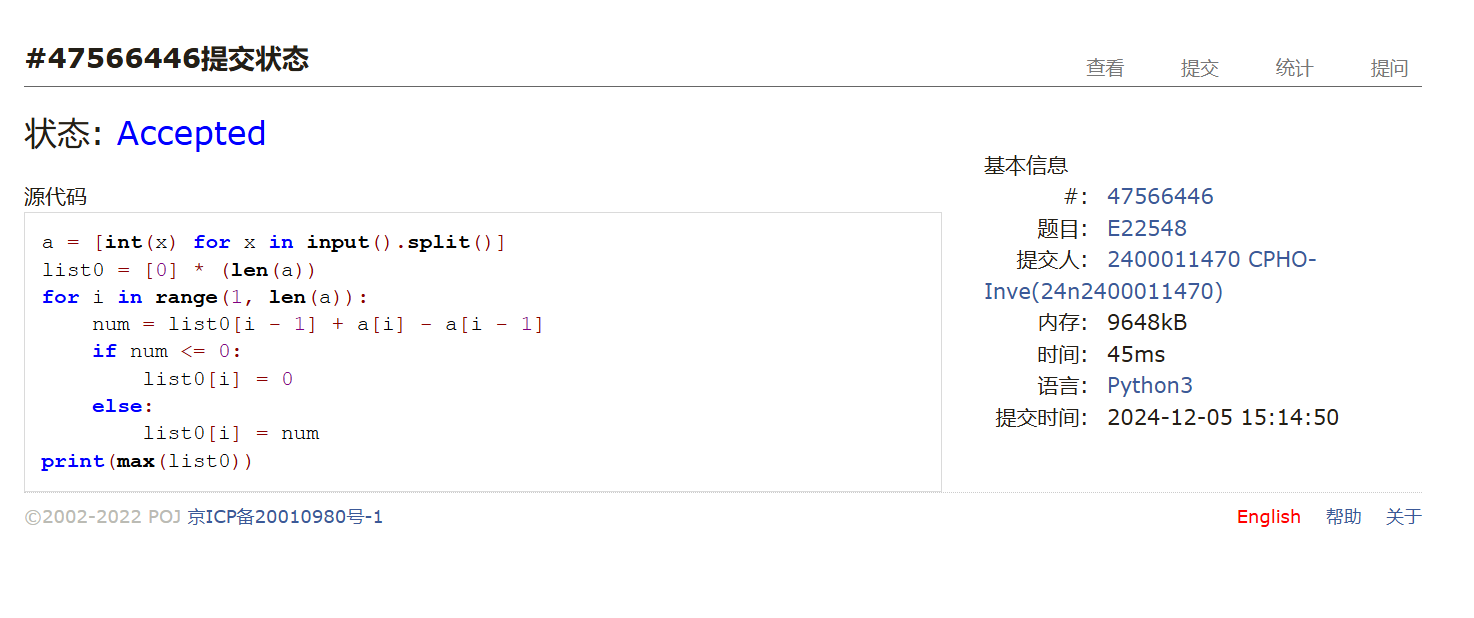 #47566446提交状态
查看 提交 统计 提问
状态: Accepted
源代码
a = [int(x) for x in input().split()]
list0 = [0] * (len(a))
for i in range(1, len(a)):
    num = list0[i - 1] + a[i] - a[i - 1]
    if num <= 0:
        list0[i] = 0
    else:
        list0[i] = num
print(max(list0))
基本信息
#: 47566446
题目: E22548
提交人: 2400011470 CPHO-
Inve(24n2400011470)
内存: 9648kB
时间: 45ms
语言: Python3
提交时间: 2024-12-05 15:14:50
©2002-2022 POJ 京ICP备20010980号-1
English 帮助 关于